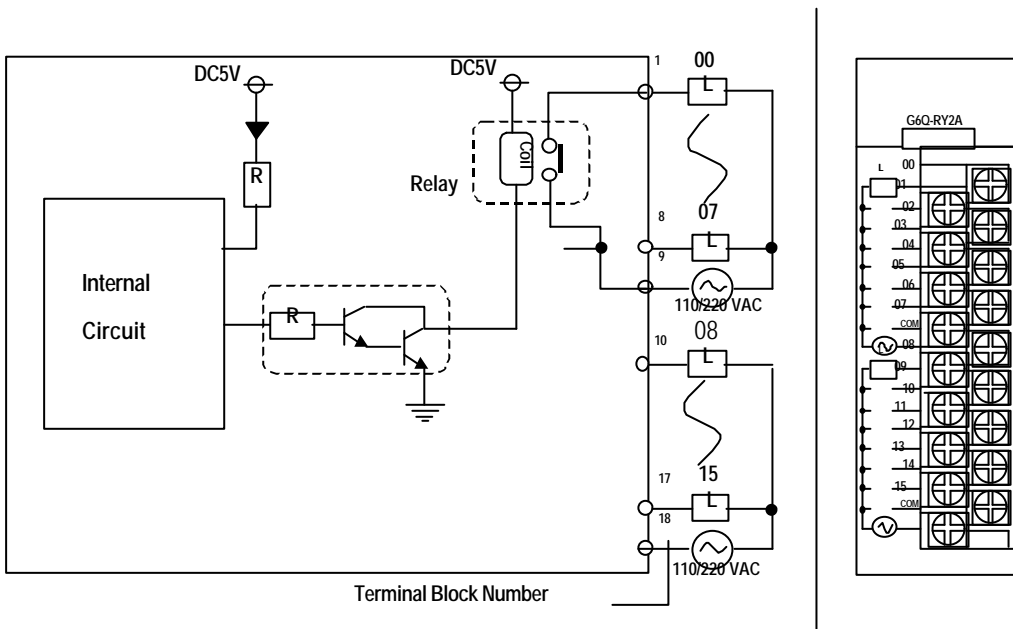 DC5V
DC5V
1
00
L
Coil
Relay
R
8
07
L
9
110/220 VAC
Internal
Circuit
R
10
08
L
17
15
L
18
110/220 VAC
Terminal Block Number
G6Q-RY2A
L
00
01
02
03
04
05
06
07
COM
08
09
10
11
12
13
14
15
COM